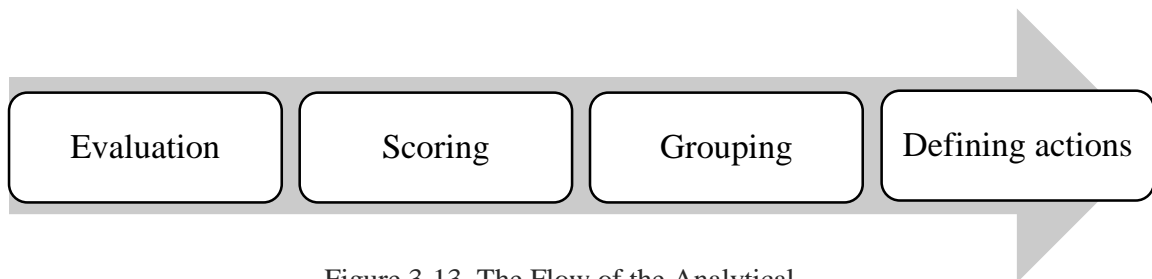 Evaluation
Scoring
Grouping
Defining actions
Figure 3-13. The Flow of the Analytical